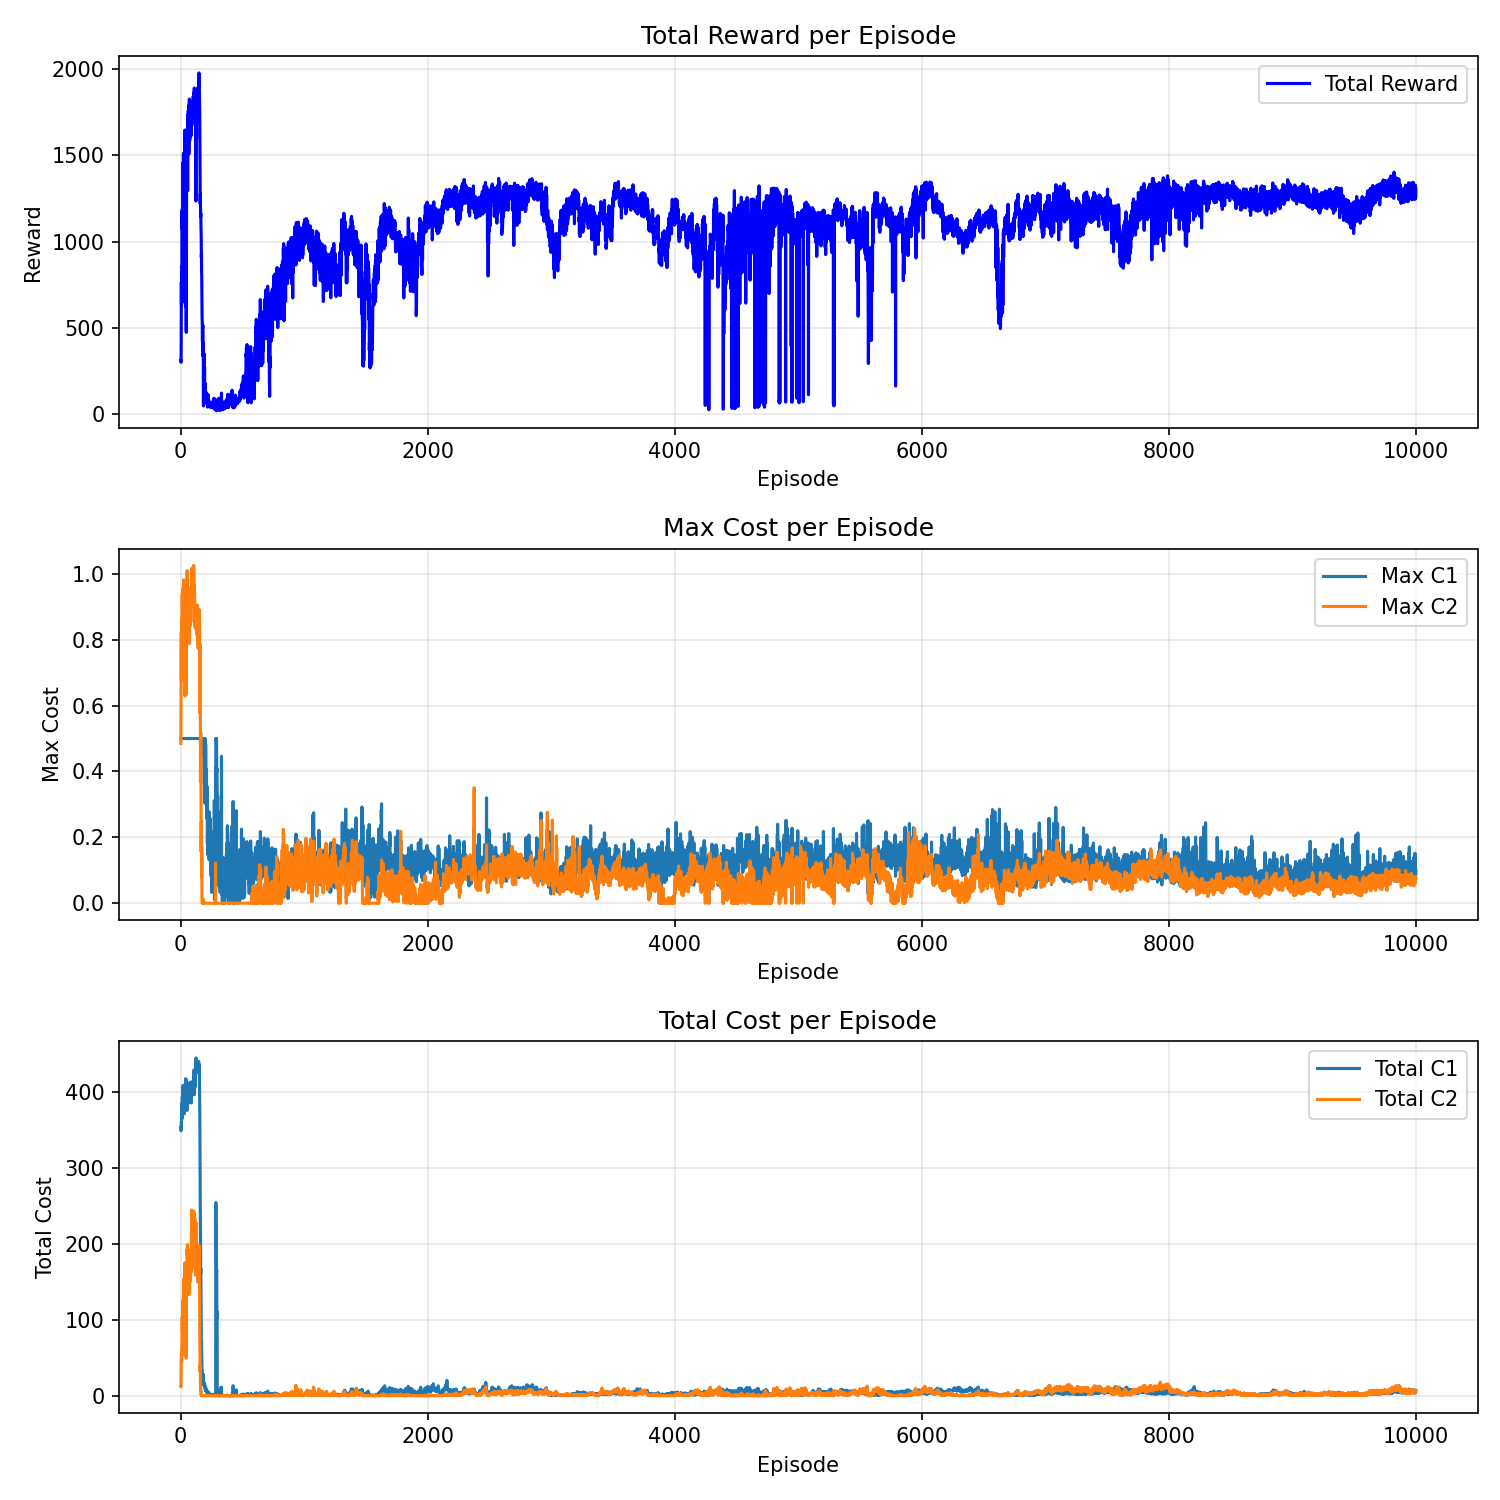 Total Reward per Episode
Reward
2000
1500
1000
500
0
Total Reward
0 2000 4000 6000 8000 10000
Episode
Max Cost per Episode
Max Cost
1.0
0.8
0.6
0.4
0.2
0.0
Max C1
Max C2
0 2000 4000 6000 8000 10000
Episode
Total Cost per Episode
Total Cost
400
300
200
100
0
Total C1
Total C2
0 2000 4000 6000 8000 10000
Episode